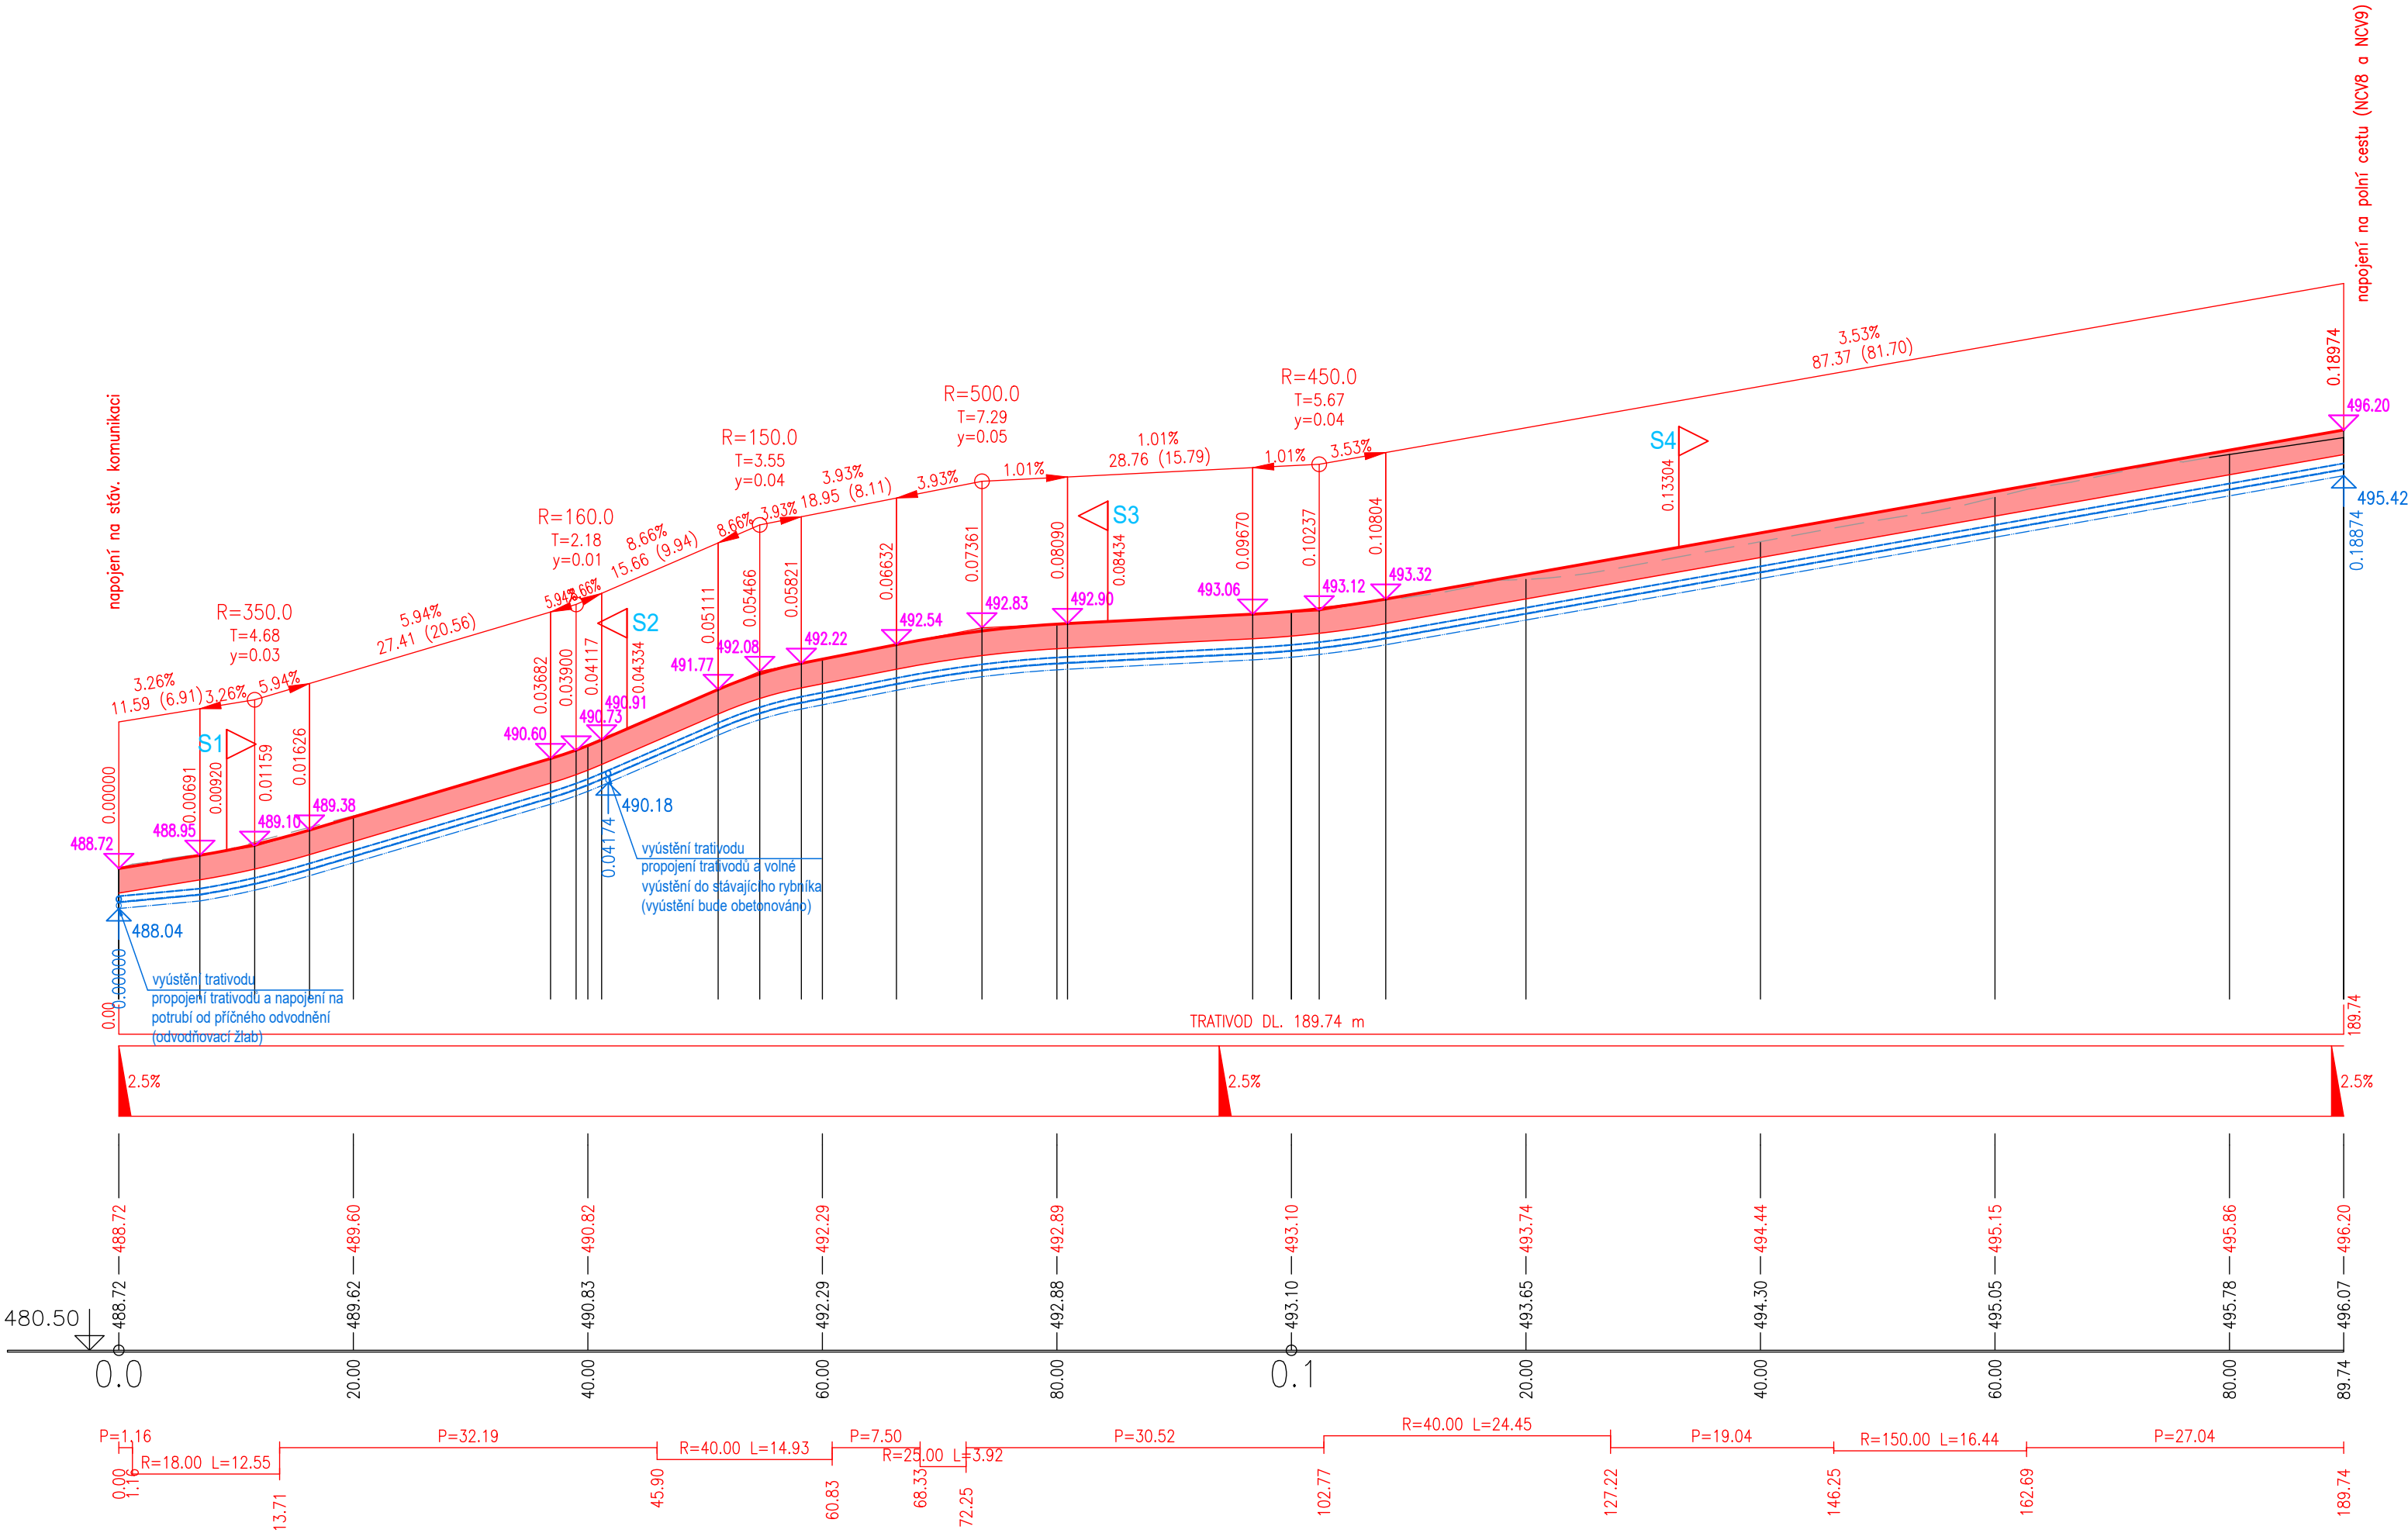 napojení na stáv. komunikaci
napojení na polní cestu (NCV8 a NCV9)
3.26%
11.59 (6.91)
3.26%
R=350.0
T=4.68
y=0.03
5.94%
5.94%
27.41 (20.56)
5.94%
R=160.0
T=2.18
y=0.01
8.66%
8.66%
15.66 (9.94)
8.66%
R=150.0
T=3.55
y=0.04
3.93%
3.93%
18.95 (8.11)
3.93%
R=500.0
T=7.29
y=0.05
1.01%
1.01%
28.76 (15.79)
1.01%
R=450.0
T=5.67
y=0.04
3.53%
3.53%
87.37 (81.70)
S1
S2
S3
S4
0.00000
0.00691
0.00920
0.01159
0.01626
0.03682
0.03900
0.04117
0.04334
0.05111
0.05466
0.05821
0.06632
0.07361
0.08090
0.08434
0.09670
0.10237
0.10804
0.13304
0.18974
488.72
488.95
489.10
489.38
490.60
490.73
490.91
491.77
492.08
492.22
492.54
492.83
492.90
493.06
493.12
493.32
496.20
495.42
0.18874
490.18
0.04174
vyústění trativodu
propojení trativodů a volné
vyústění do stávajícího rybníka
(vyústění bude obetonováno)
488.04
0.00000
vyústění trativodu
propojení trativodů a napojení na
potrubí od příčného odvodnění
(odvodňovací žlab)
0.00
TRATIVOD DL. 189.74 m
189.74
2.5%
2.5%
2.5%
488.72
489.60
490.82
492.29
492.89
493.10
493.74
494.44
495.15
495.86
496.20
488.72
489.62
490.83
492.29
492.88
493.10
493.65
494.30
495.05
495.78
496.07
480.50
0.0
20.00
40.00
60.00
80.00
0.1
20.00
40.00
60.00
80.00
89.74
P=1.16
R=18.00 L=12.55
P=32.19
R=40.00 L=14.93
P=7.50
R=25.00 L=3.92
P=30.52
R=40.00 L=24.45
P=19.04
R=150.00 L=16.44
P=27.04
0.00
1.16
13.71
45.90
60.83
68.33
72.25
102.77
127.22
146.25
162.69
189.74